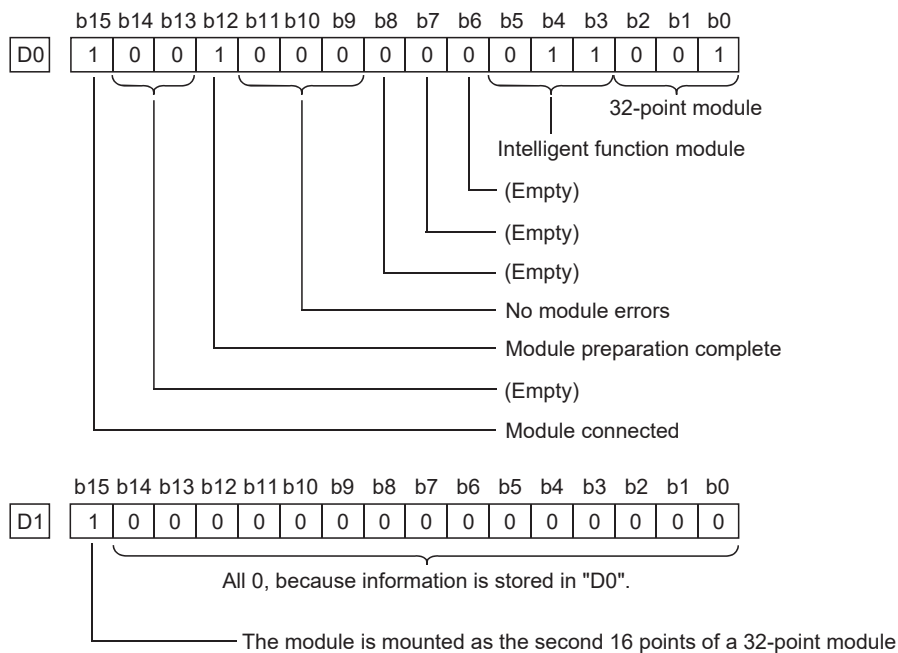 b15 b14 b13 b12 b11 b10 b9 b8 b7 b6 b5 b4 b3 b2 b1 b0
D0 1 0 0 1 0 0 0 0 0 0 0 1 1 0 0 1
32-point module
Intelligent function module
(Empty)
(Empty)
(Empty)
No module errors
Module preparation complete
(Empty)
Module connected
b15 b14 b13 b12 b11 b10 b9 b8 b7 b6 b5 b4 b3 b2 b1 b0
D1 1 0 0 0 0 0 0 0 0 0 0 0 0 0 0 0
All 0, because information is stored in "D0".
The module is mounted as the second 16 points of a 32-point module